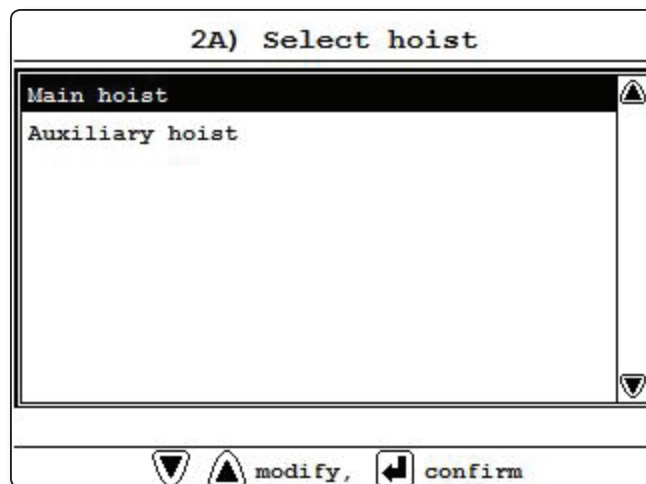 2A) Select hoist
Main hoist
Auxiliary hoist
modify, confirm